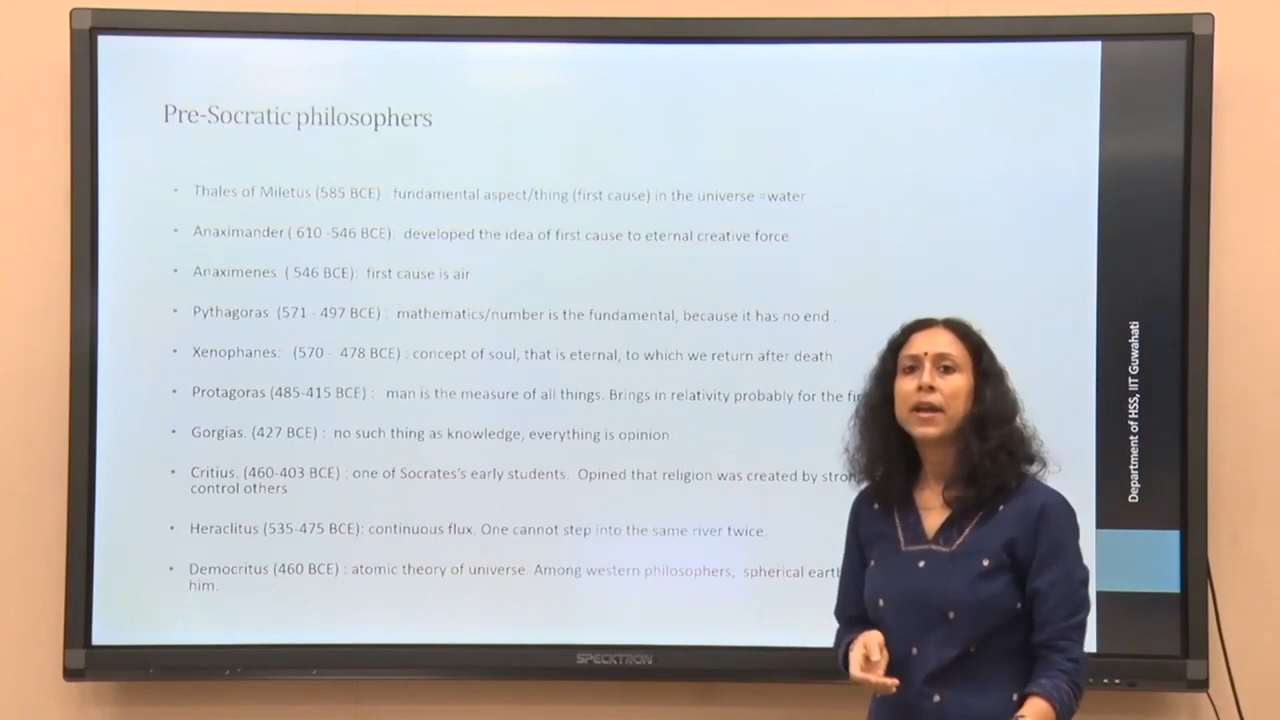 Pre-Socratic philosophers
• Thales of Miletus (585 BCE) : fundamental aspect/thing (first cause) in the universe =water
• Anaximander ( 610 -546 BCE): developed the idea of first cause to eternal creative force
• Anaximenes ( 546 BCE): first cause is air
• Pythagoras (571 - 497 BCE) : mathematics/number is the fundamental, because it has no end .
• Xenophanes: (570 - 478 BCE) : concept of soul, that is eternal, to which we return after death
• Protagoras (485-415 BCE) : man is the measure of all things. Brings in relativity probably for the
• Gorgias. (427 BCE) : no such thing as knowledge, everything is opinion.
• Critius. (460-403 BCE) : one of Socrates's early students. Opined that religion was created by
control others
• Heraclitus (535-475 BCE): continuous flux. One cannot step into the same river twice.
• Democritus (460 BCE) : atomic theory of universe. Among western philosophers, spherical
him.
Department of HSS, IIT Guwahati
SPECKTRON